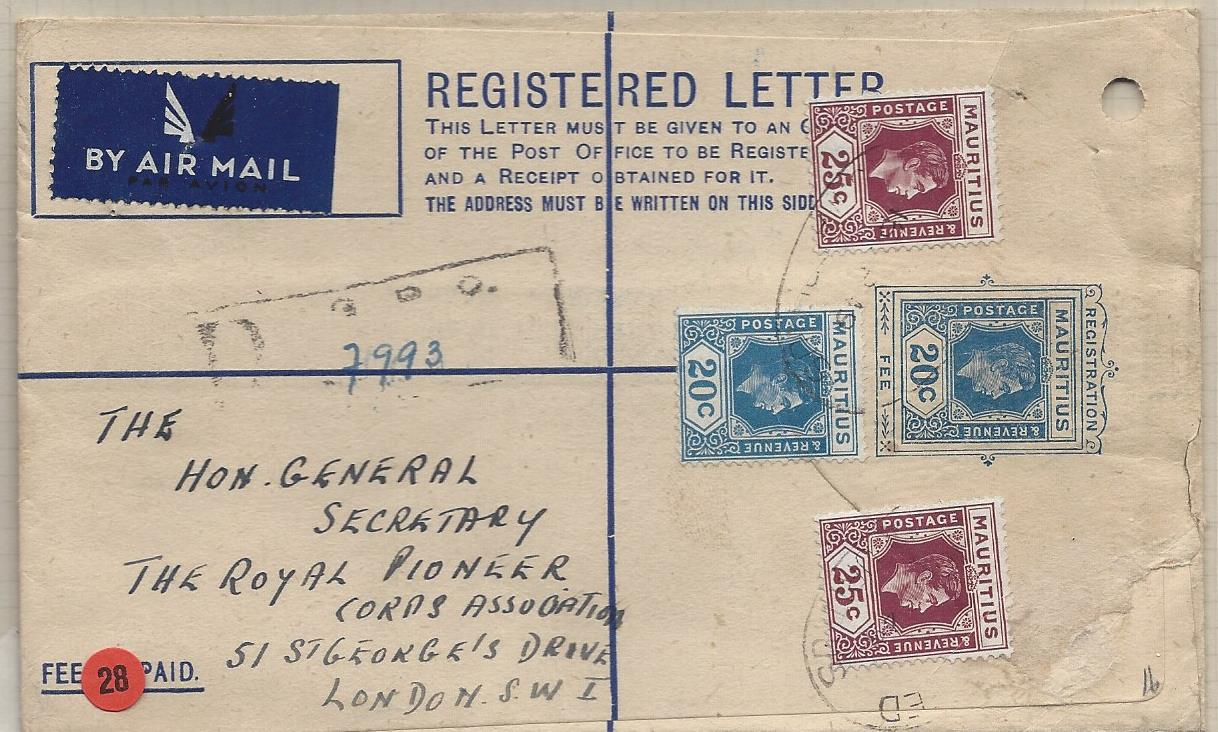 BY AIR MAIL
PAR AVION
REGISTERED LETTER
THIS LETTER MUST BE GIVEN TO AN
OF THE POST OFFICE TO BE REGISTE
AND A RECEIPT OBTAINED FOR IT.
THE ADDRESS MUST BE WRITTEN ON THIS SIDE
MAURITIUS
POSTAGE
& REVENUE
25c
MAURITIUS
POSTAGE
& REVENUE
20c
REGISTRATION
MAURITIUS
POSTAGE
& REVENUE
20c
FEE
MAURITIUS
POSTAGE
& REVENUE
25c
R
7993
THE
HON. GENERAL
SECRETARY
THE ROYAL PIONEER
CORPS ASSOCIATION
51 ST GEORGE'S DRIVE
LONDON. S W 1
FEE PAID.
28
ED